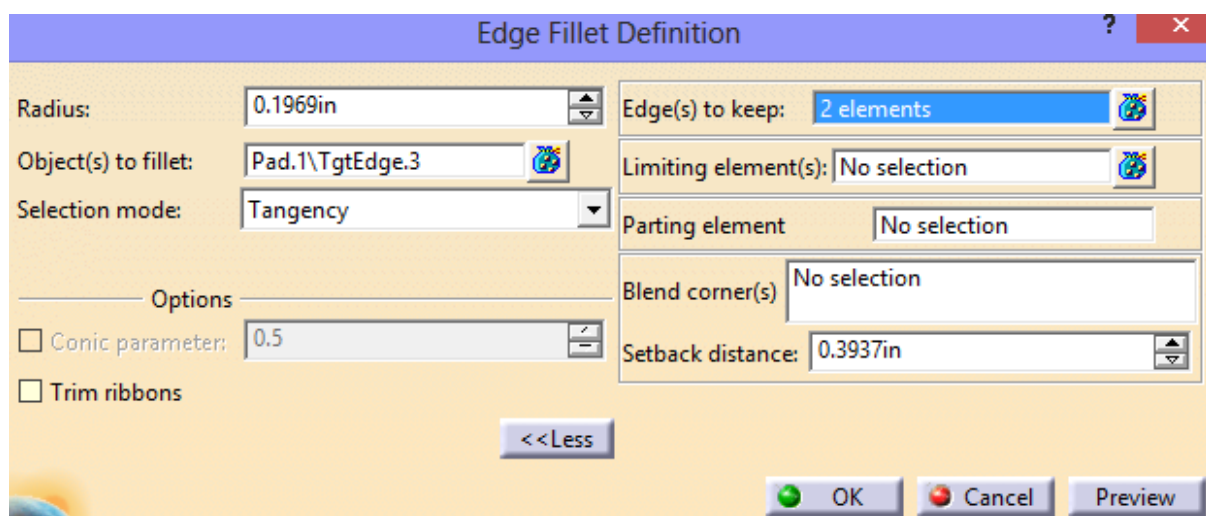 Edge Fillet Definition
? ×
Radius: 0.1969in
Object(s) to fillet: Pad.1\TgtEdge.3
Selection mode: Tangency
Options
Conic parameter: 0.5
Trim ribbons
<<Less
Edge(s) to keep: 2 elements
Limiting element(s): No selection
Parting element No selection
Blend corner(s) No selection
Setback distance: 0.3937in
OK Cancel Preview